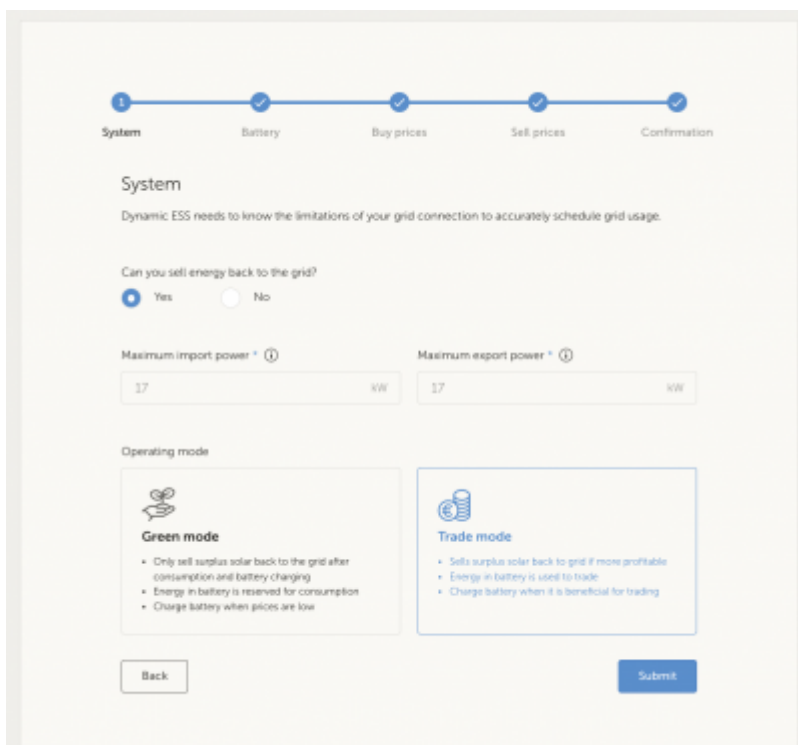 1
System
Battery
Buy prices
Sell prices
Confirmation
System
Dynamic ESS needs to know the limitations of your grid connection to accurately schedule grid usage.
Can you sell energy back to the grid?
Yes
No
Maximum import power *
Maximum export power *
17 kW
17 kW
Operating mode
Green mode
• Only sell surplus solar back to the grid after
consumption and battery charging
• Energy in battery is reserved for consumption
• Charge battery when prices are low
Trade mode
• Sells surplus solar back to grid if more profitable
• Energy in battery is used to trade
• Charge battery when it is beneficial for trading
Back
Submit